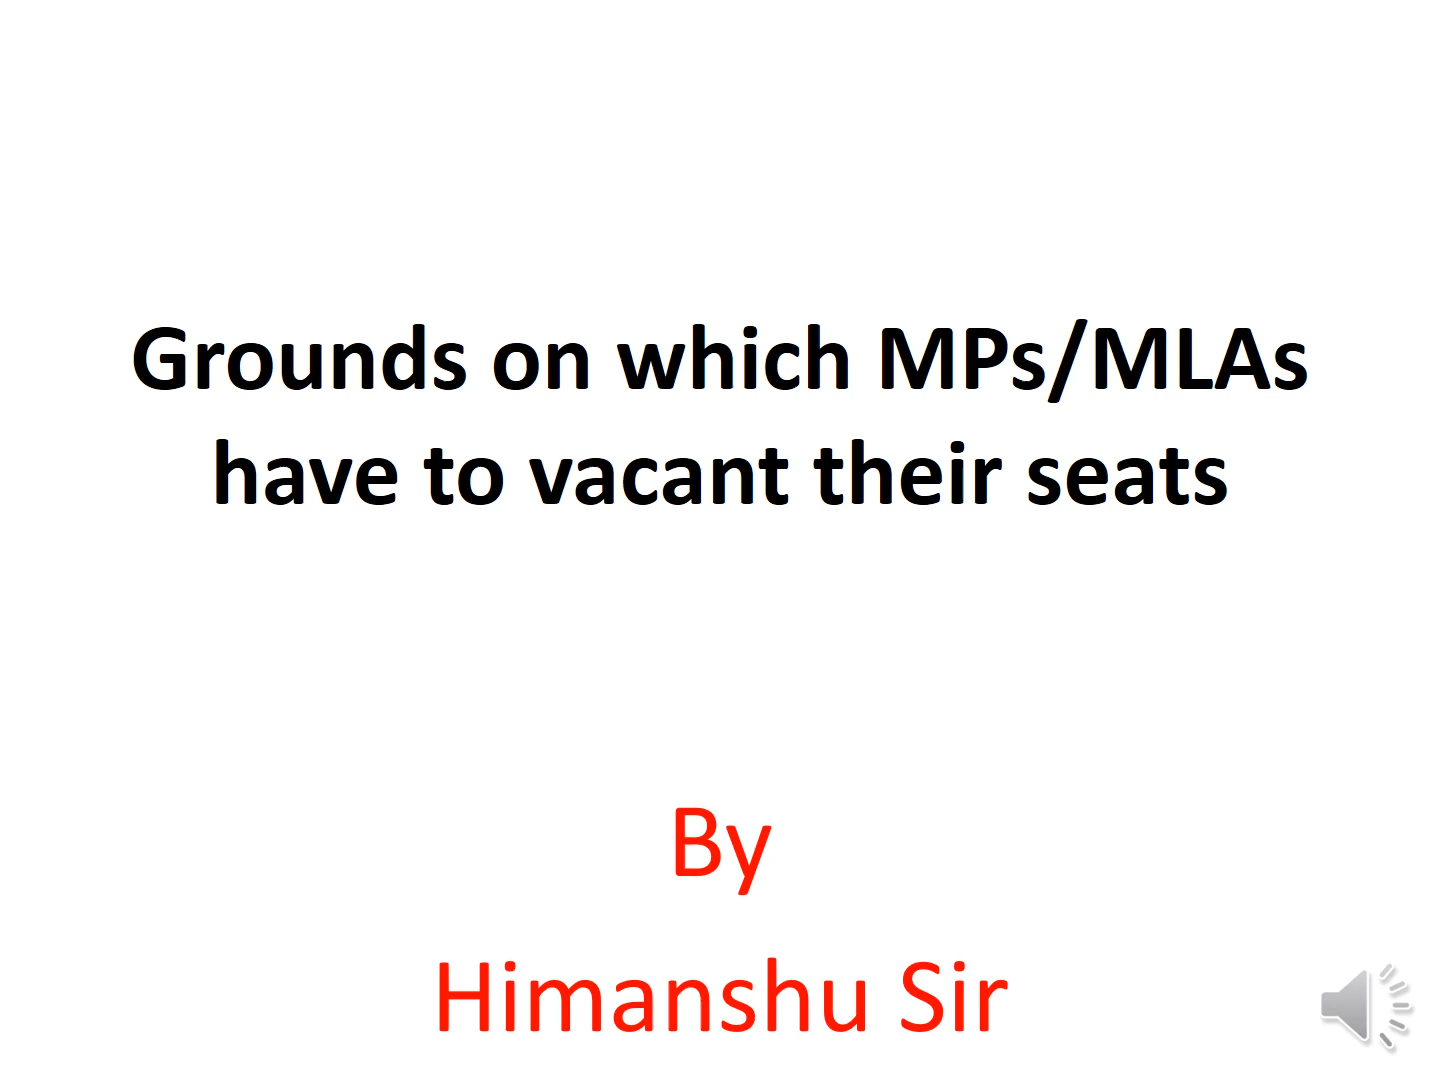 Grounds on which MPs/MLAs
have to vacant their seats
By
Himanshu Sir